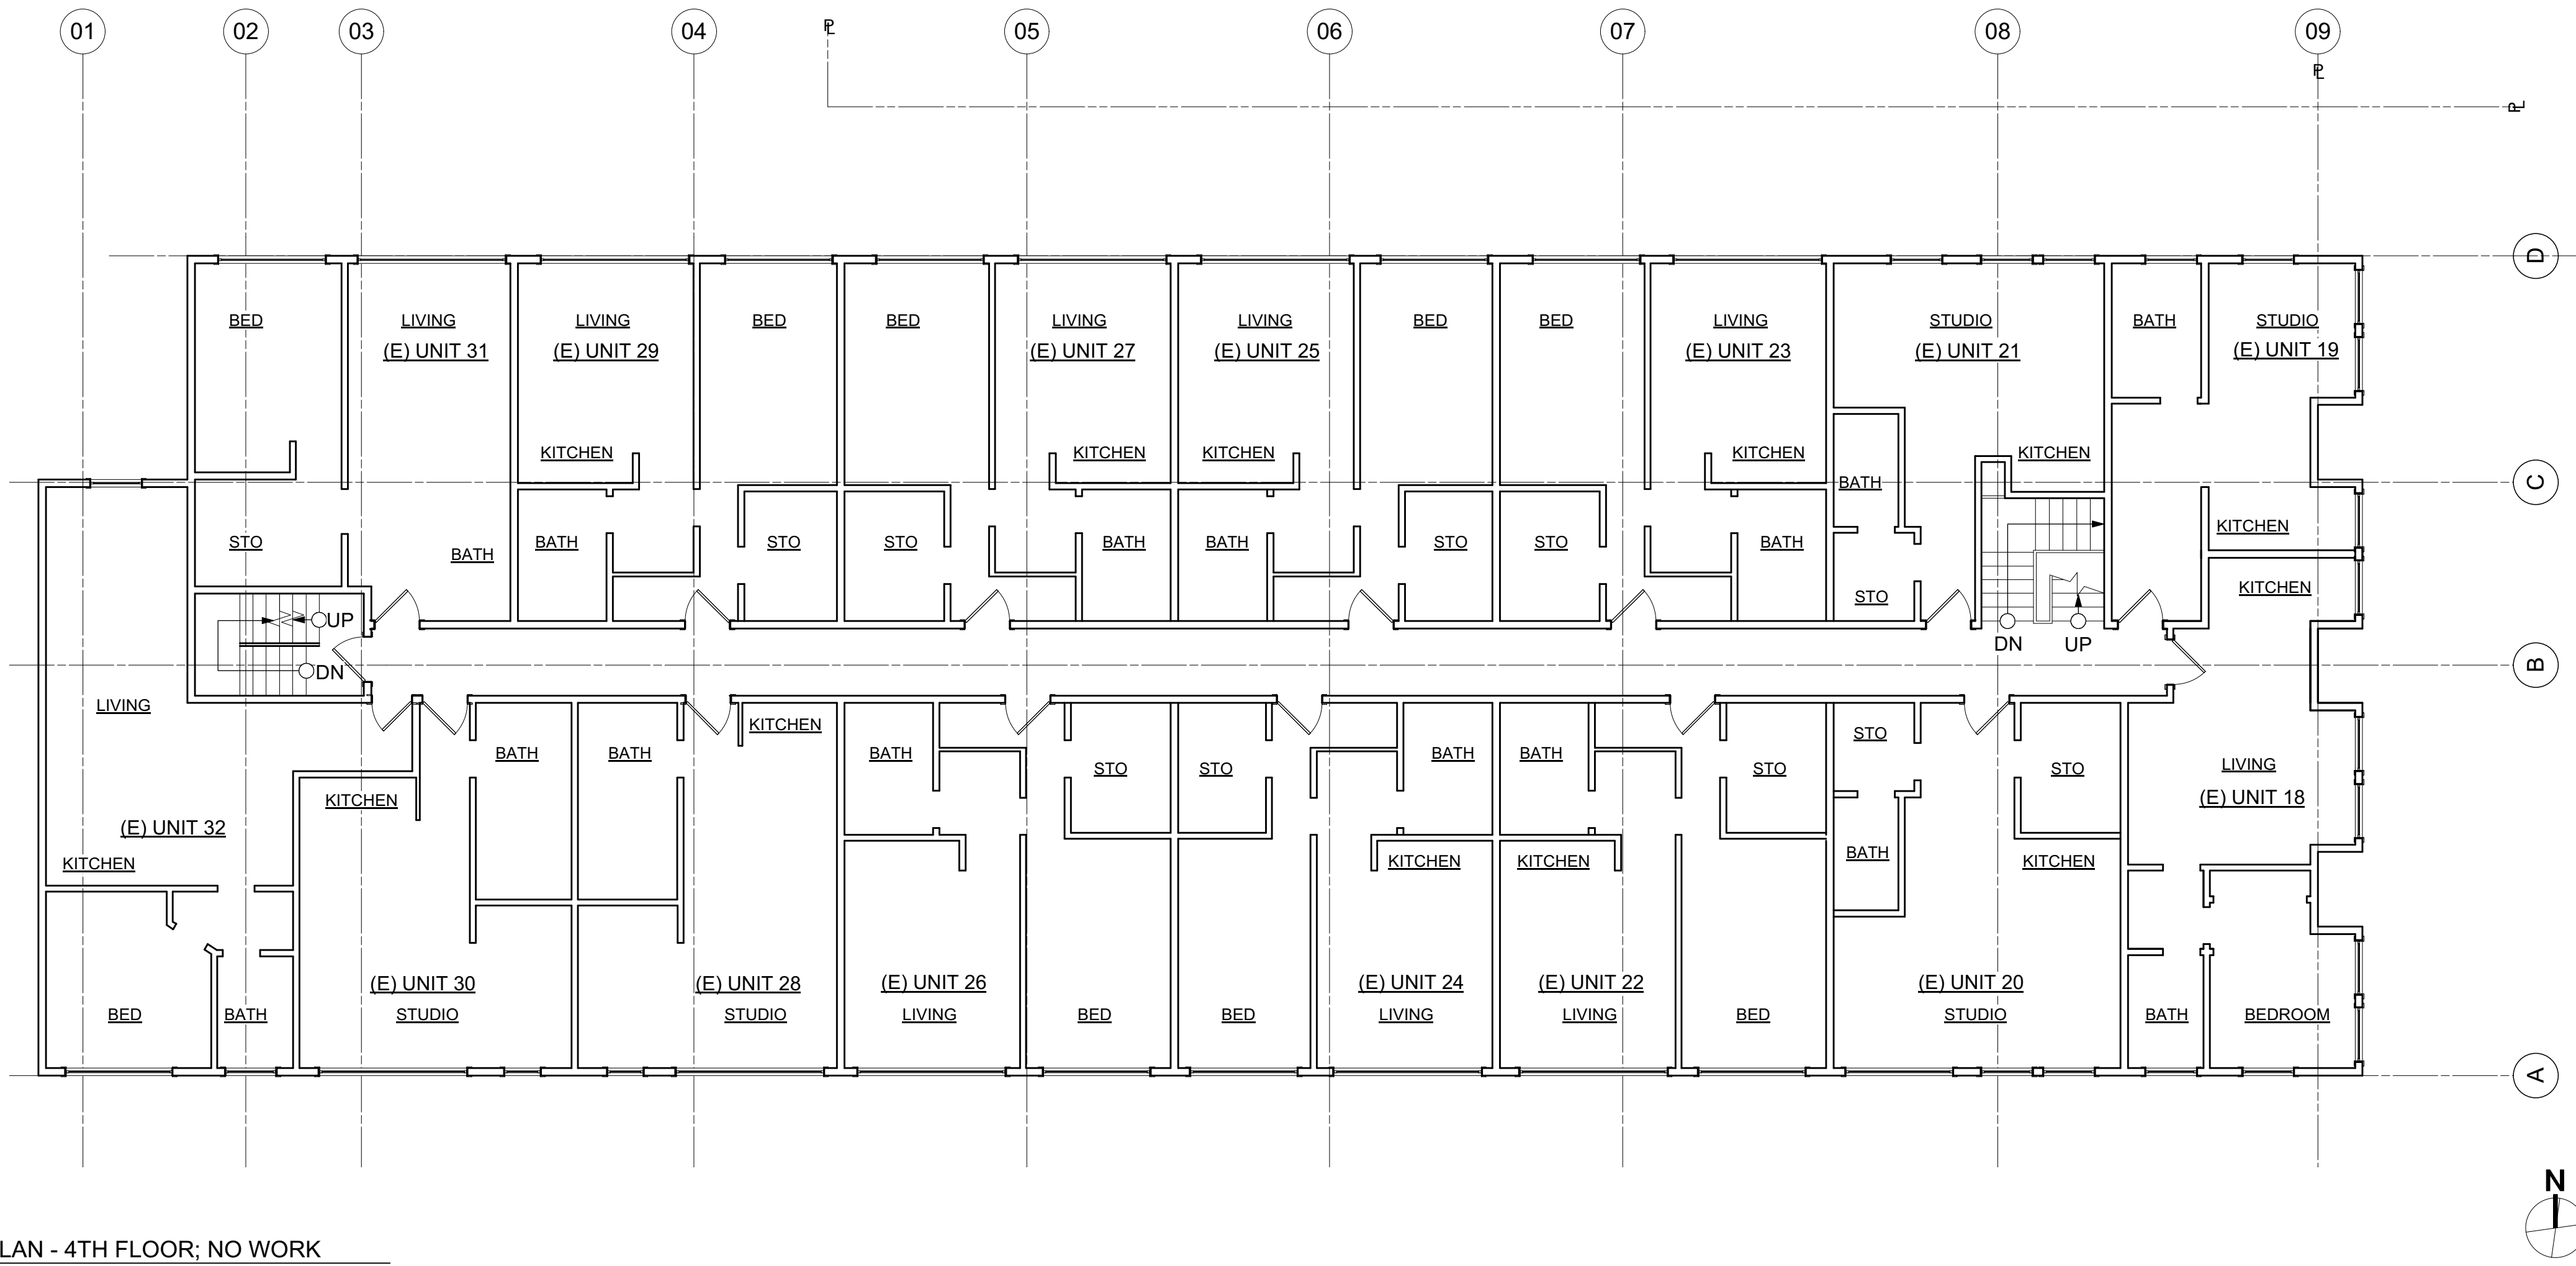 01 02 03 04 PL 05 06 07 08 09
PL
PL
D
BED LIVING LIVING BED BED LIVING LIVING BED BED LIVING STUDIO BATH STUDIO
(E) UNIT 31 (E) UNIT 29 (E) UNIT 27 (E) UNIT 25 (E) UNIT 23 (E) UNIT 21 (E) UNIT 19
KITCHEN KITCHEN KITCHEN KITCHEN KITCHEN
BATH C
KITCHEN
STO BATH BATH STO STO BATH BATH STO STO BATH
KITCHEN
STO
UP
DN UP
DN B
LIVING
KITCHEN STO
BATH BATH BATH STO STO BATH BATH STO STO LIVING
KITCHEN (E) UNIT 18
(E) UNIT 32
KITCHEN KITCHEN KITCHEN BATH KITCHEN
(E) UNIT 30 (E) UNIT 28 (E) UNIT 26 (E) UNIT 24 (E) UNIT 22 (E) UNIT 20
BED BATH STUDIO STUDIO LIVING BED BED LIVING LIVING BED STUDIO BATH BEDROOM
A
N
LAN - 4TH FLOOR; NO WORK